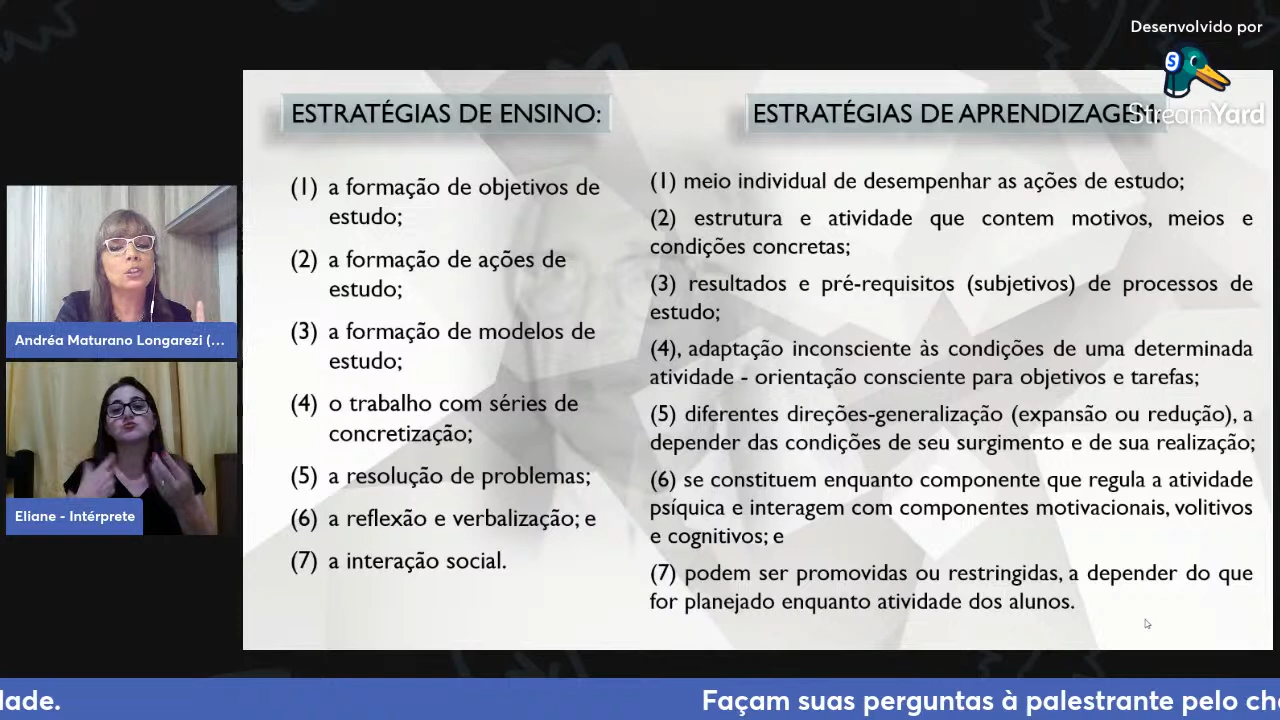 Desenvolvido por
StreamYard
ESTRATÉGIAS DE ENSINO:
(1) a formação de objetivos de
estudo;
(2) a formação de ações de
estudo;
(3) a formação de modelos de
estudo;
(4) o trabalho com séries de
concretização;
(5) a resolução de problemas;
(6) a reflexão e verbalização; e
(7) a interação social.
ESTRATÉGIAS DE APRENDIZAGEM:
(1) meio individual de desempenhar as ações de estudo;
(2) estrutura e atividade que contem motivos, meios e
condições concretas;
(3) resultados e pré-requisitos (subjetivos) de processos de
estudo;
(4), adaptação inconsciente às condições de uma determinada
atividade - orientação consciente para objetivos e tarefas;
(5) diferentes direções-generalização (expansão ou redução), a
depender das condições de seu surgimento e de sua realização;
(6) se constituem enquanto componente que regula a atividade
psíquica e interagem com componentes motivacionais, volitivos
e cognitivos; e
(7) podem ser promovidas ou restringidas, a depender do que
for planejado enquanto atividade dos alunos.
Andréa Maturano Longarezi (...
Eliane - Intérprete
dade. Façam suas perguntas à palestrante pelo